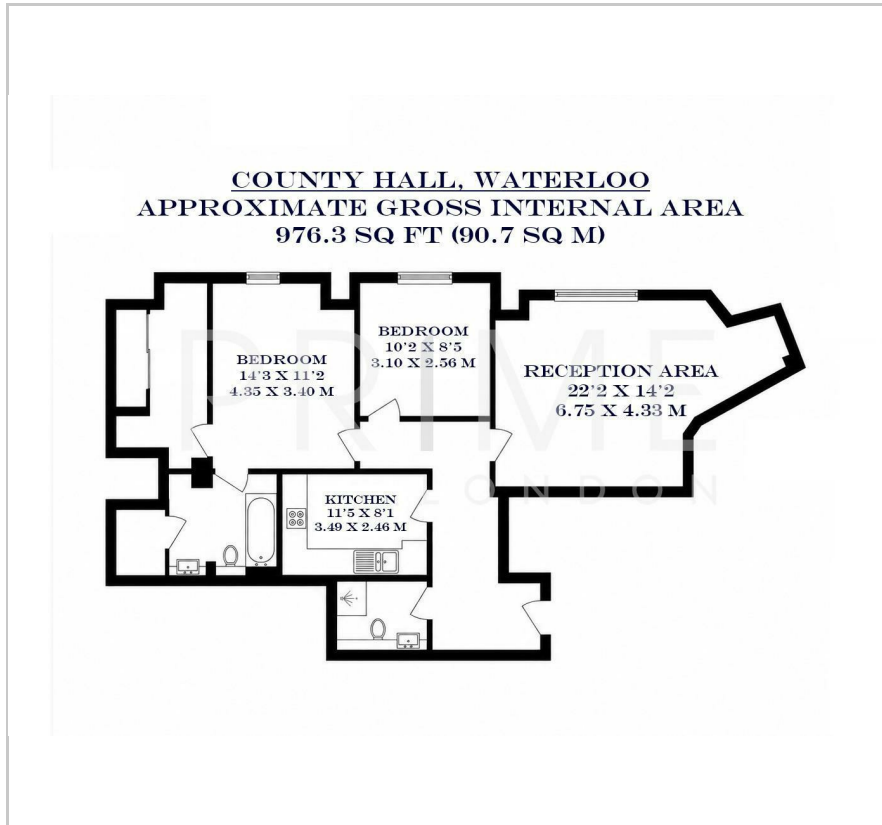 COUNTY HALL, WATERLOO
APPROXIMATE GROSS INTERNAL AREA
976.3 SQ FT (90.7 SQ M)
BEDROOM
14'3 X 11'2
4.35 X 3.40 M
BEDROOM
10'2 X 8'5
3.10 X 2.56 M
RECEPTION AREA
22'2 X 14'2
6.75 X 4.33 M
KITCHEN
11'5 X 8'1
3.49 X 2.46 M
PRIME
LONDON